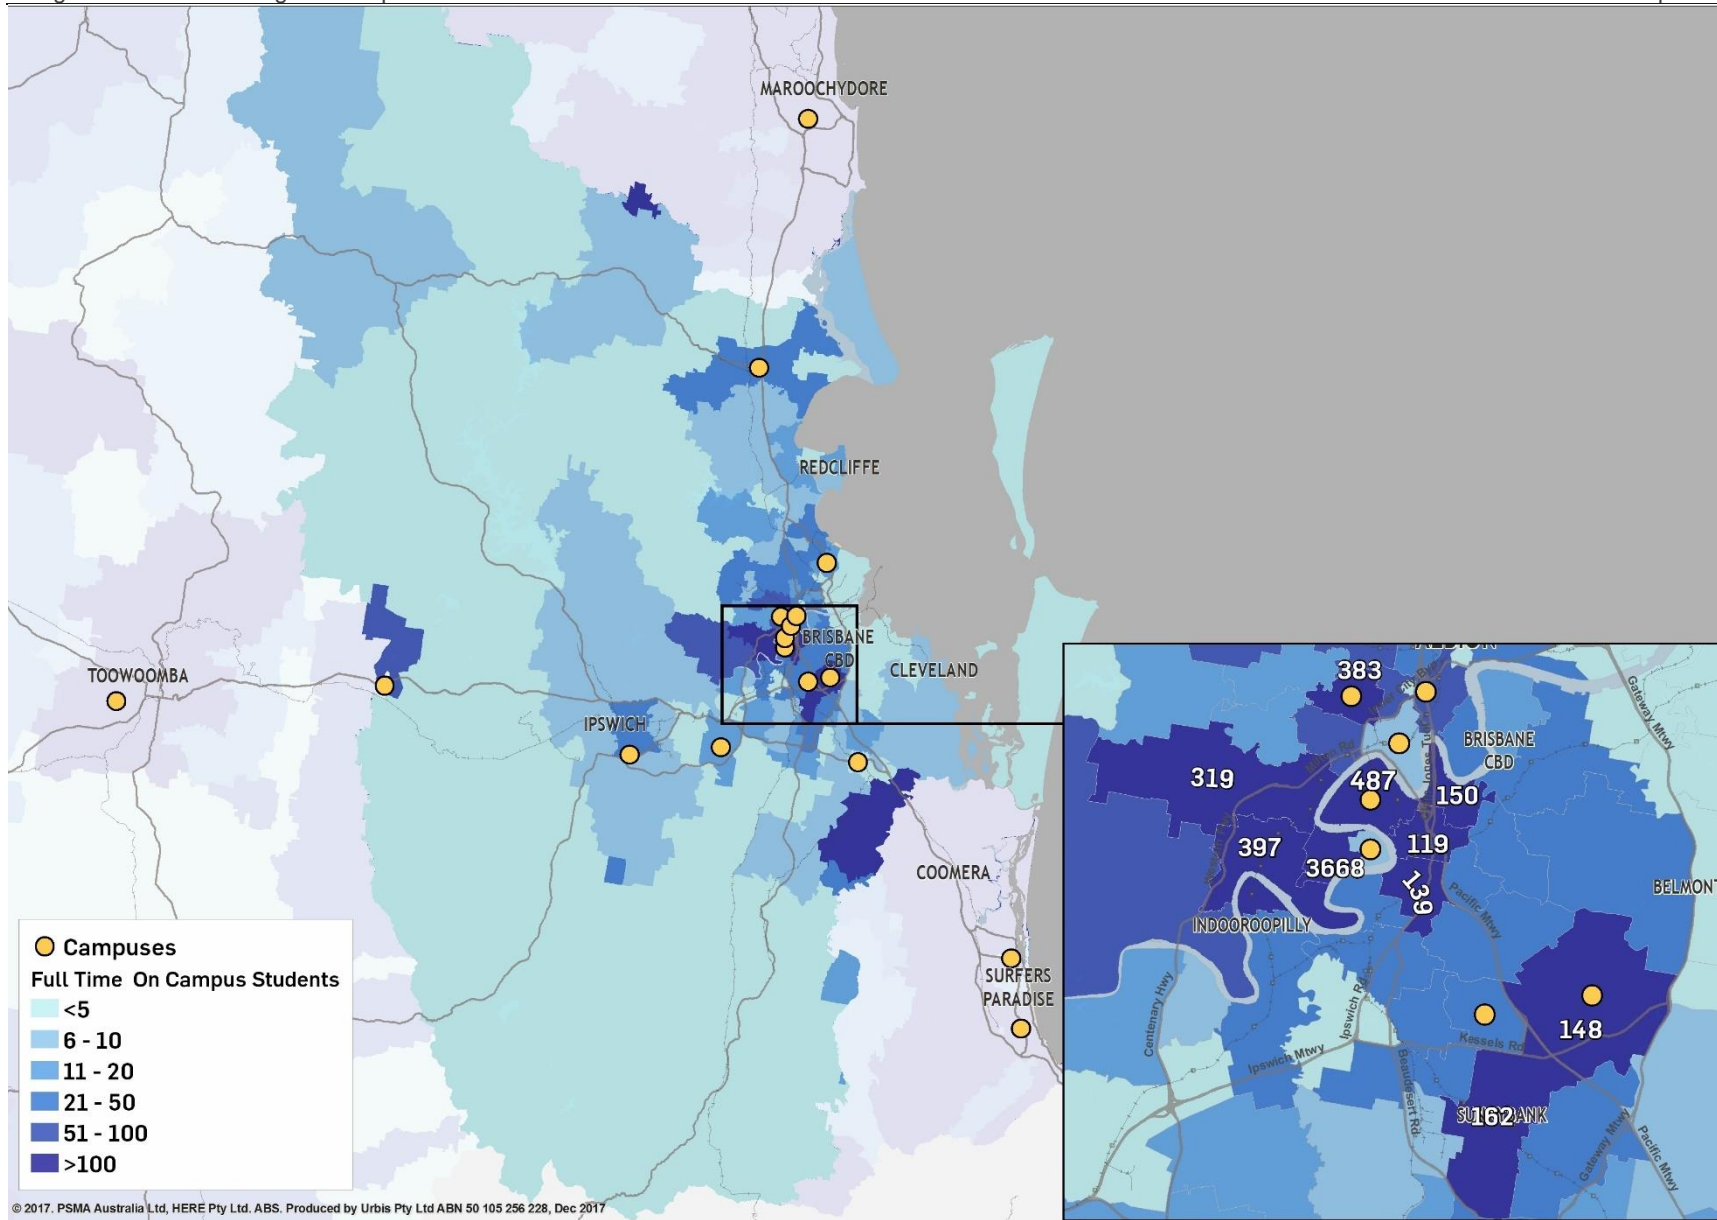 MAROOCHYDORE
REDCLIFFE
BRISBANE
CBD
CLEVELAND
TOOWOOMBA
IPSWICH
COOMERA
SURFERS
PARADISE
Campuses
Full Time On Campus Students
<5
6 - 10
11 - 20
21 - 50
51 - 100
>100
© 2017. PSMA Australia Ltd, HERE Pty Ltd. ABS. Produced by Urbis Pty Ltd ABN 50 105 256 228, Dec 2017
383
Gateway Mtwy
BRISBANE
CBD
Milton Rd
319
487
150
397
119
3668
139
Pacific Mtwy
BELMONT
INDOOROOPILLY
Centenary Hwy
Ipswich Rd
148
Kessels Rd
Ipswich Mtwy
Beaudesert Rd
162
Gateway Mtwy
Pacific Mtwy